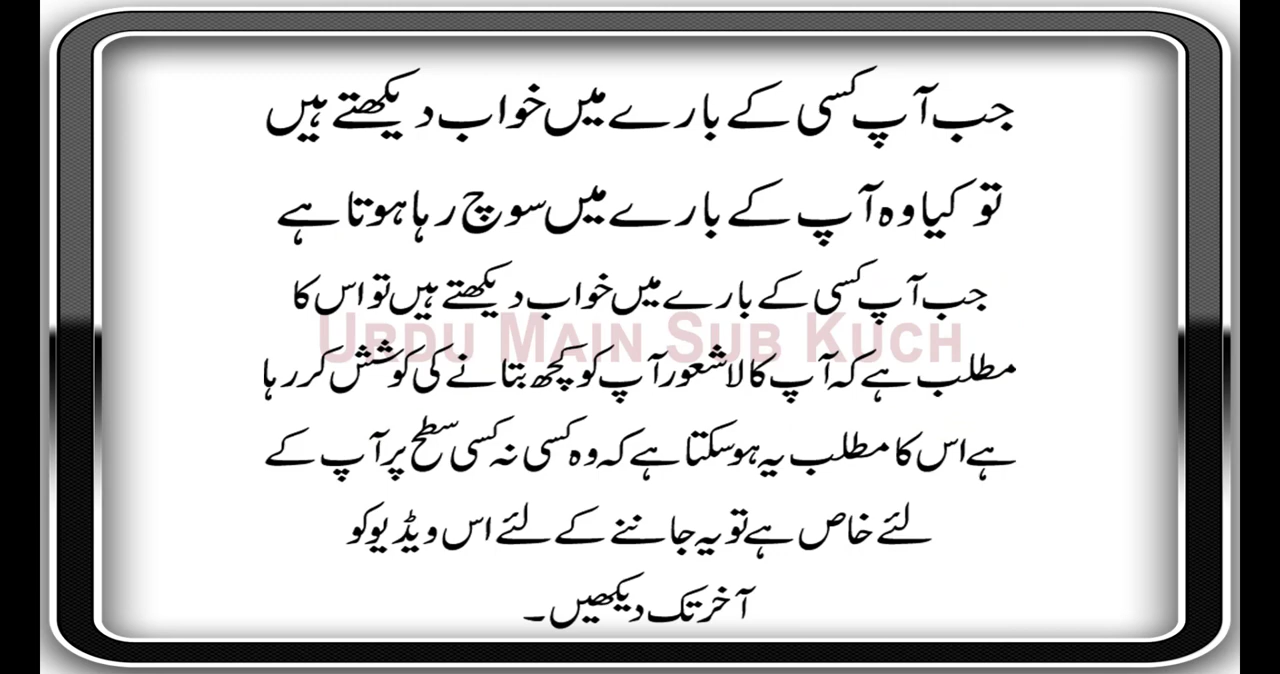 جب آپ کسی کے بارے میں خواب دیکھتے ہیں
تو کیا وہ آپ کے بارے میں سوچ رہا ہوتا ہے
جب آپ کسی کے بارے میں خواب دیکھتے ہیں تو اس کا
URDU MAIN SUB KUCH
مطلب ہے کہ آپ کا لاشعور آپ کو کچھ بتانے کی کوشش کر رہا
ہے اس کا مطلب یہ ہو سکتا ہے کہ وہ کسی نہ کسی سطح پر آپ کے
لئے خاص ہے تو یہ جاننے کے لئے اس ویڈیو کو
آخر تک دیکھیں۔